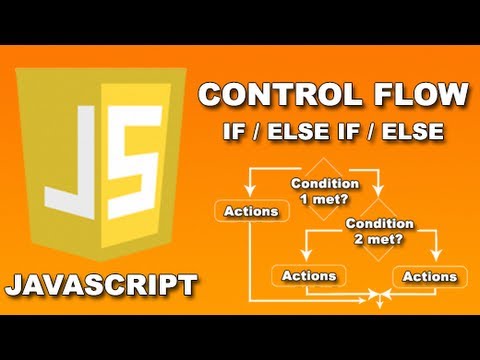 JS
JAVASCRIPT
CONTROL FLOW
IF / ELSE IF / ELSE
Condition
1 met?
Actions
Condition
2 met?
Actions
Actions